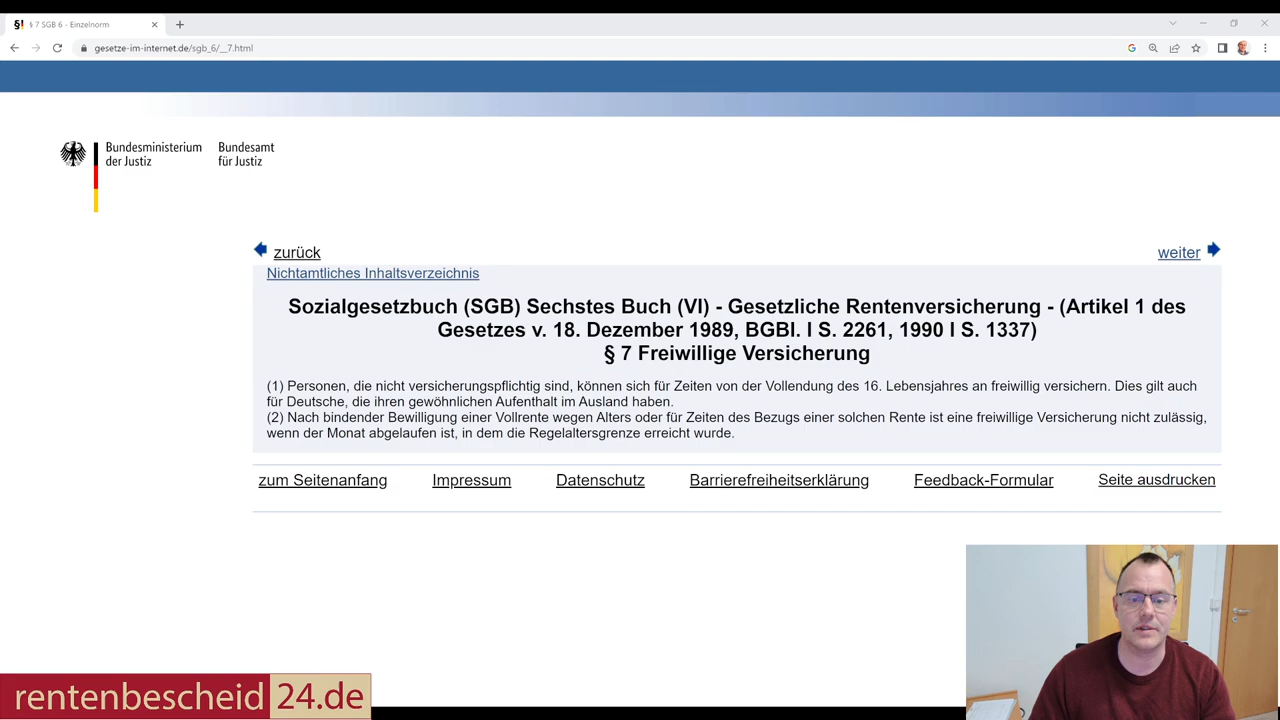 § 7 SGB 6 - Einzelnorm
gesetze-im-internet.de/sgb_6/__7.html
Bundesministerium der Justiz
Bundesamt für Justiz
zurück
weiter
Nichtamtliches Inhaltsverzeichnis
Sozialgesetzbuch (SGB) Sechstes Buch (VI) - Gesetzliche Rentenversicherung - (Artikel 1 des
Gesetzes v. 18. Dezember 1989, BGBl. I S. 2261, 1990 I S. 1337)
§ 7 Freiwillige Versicherung
(1) Personen, die nicht versicherungspflichtig sind, können sich für Zeiten von der Vollendung des 16. Lebensjahres an freiwillig versichern. Dies gilt auch
für Deutsche, die ihren gewöhnlichen Aufenthalt im Ausland haben.
(2) Nach bindender Bewilligung einer Vollrente wegen Alters oder für Zeiten des Bezugs einer solchen Rente ist eine freiwillige Versicherung nicht zulässig,
wenn der Monat abgelaufen ist, in dem die Regelaltersgrenze erreicht wurde.
zum Seitenanfang Impressum Datenschutz Barrierefreiheitserklärung Feedback-Formular Seite ausdrucken
rentenbescheid 24.de